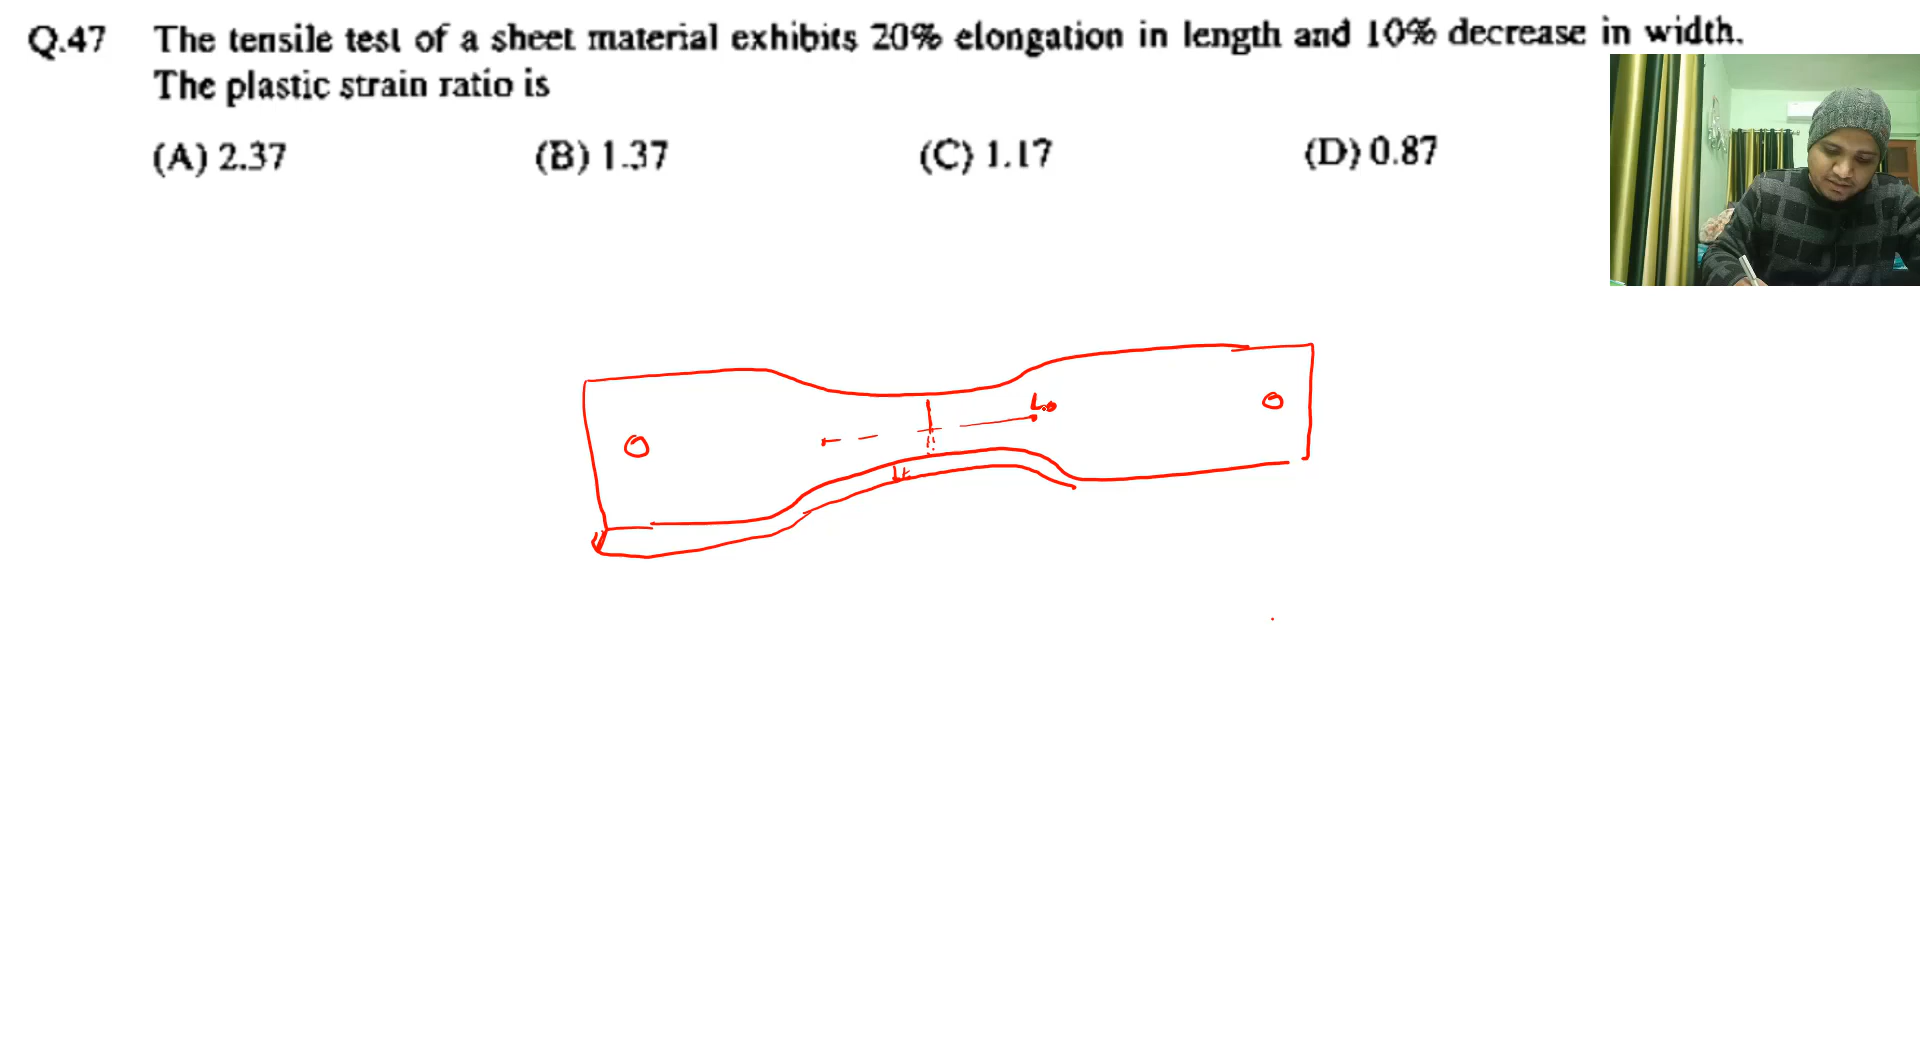 Q.47 The tensile test of a sheet material exhibits 20% elongation in length and 10% decrease in width.
The plastic strain ratio is
(A) 2.37 (B) 1.37 (C) 1.17 (D) 0.87
L₀
t